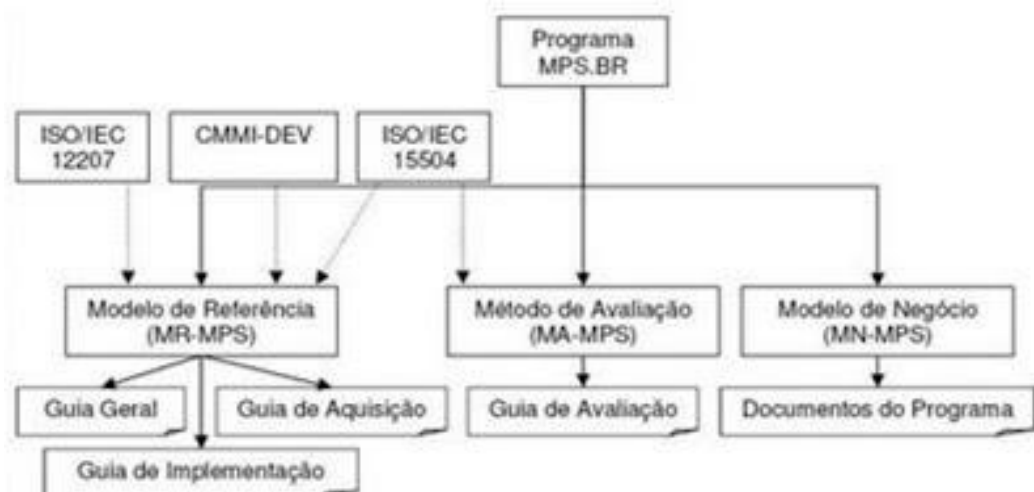 Programa
MPS.BR
ISO/IEC
12207
CMMI-DEV
ISO/IEC
15504
Modelo de Referência
(MR-MPS)
Método de Avaliação
(MA-MPS)
Modelo de Negócio
(MN-MPS)
Guia Geral
Guia de Aquisição
Guia de Avaliação
Documentos do Programa
Guia de Implementação